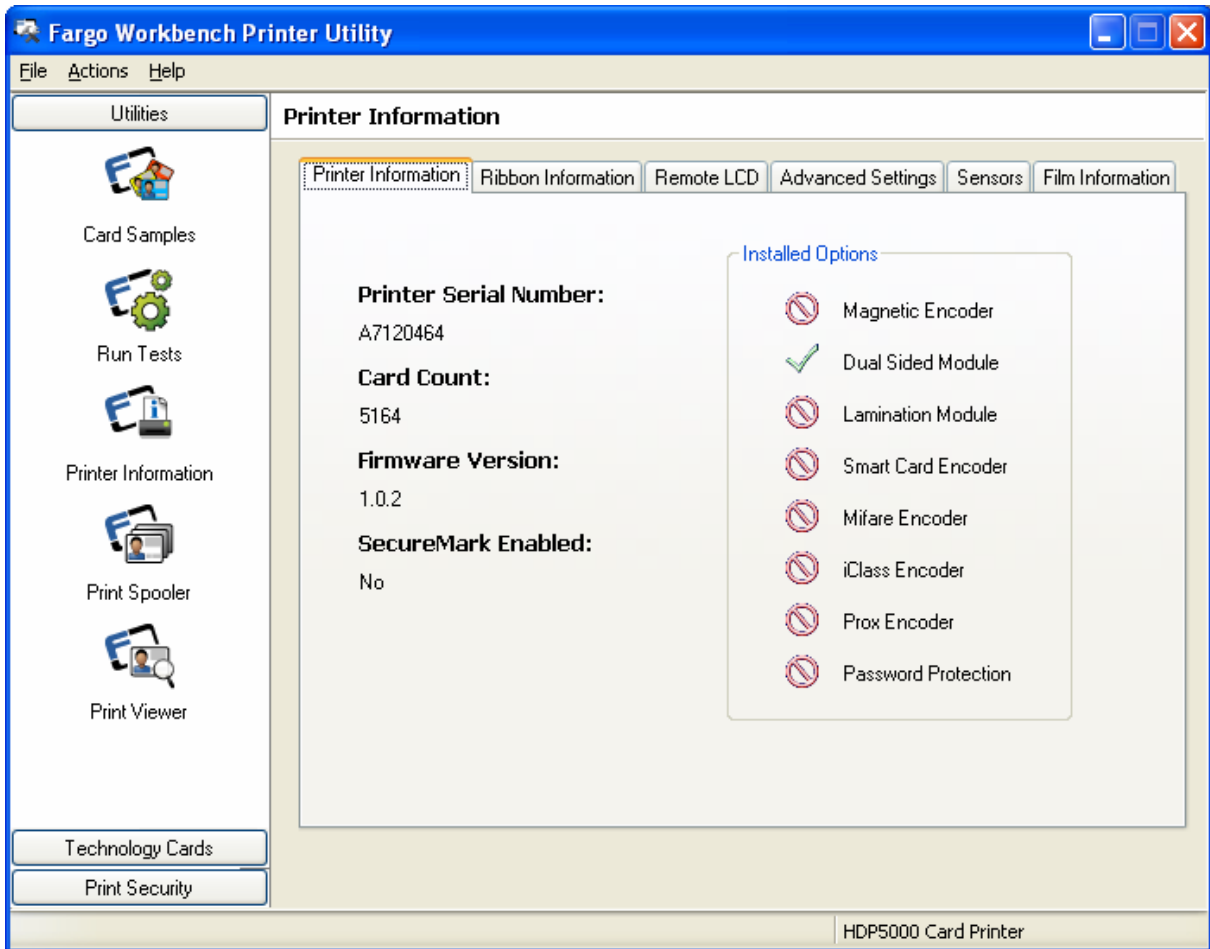 Fargo Workbench Printer Utility
File Actions Help
Utilities
Card Samples
Run Tests
Printer Information
Print Spooler
Print Viewer
Technology Cards
Print Security
Printer Information
Printer Information Ribbon Information Remote LCD Advanced Settings Sensors Film Information
Printer Serial Number:
A7120464
Card Count:
5164
Firmware Version:
1.0.2
SecureMark Enabled:
No
Installed Options
Magnetic Encoder
Dual Sided Module
Lamination Module
Smart Card Encoder
Mifare Encoder
iClass Encoder
Prox Encoder
Password Protection
HDP5000 Card Printer